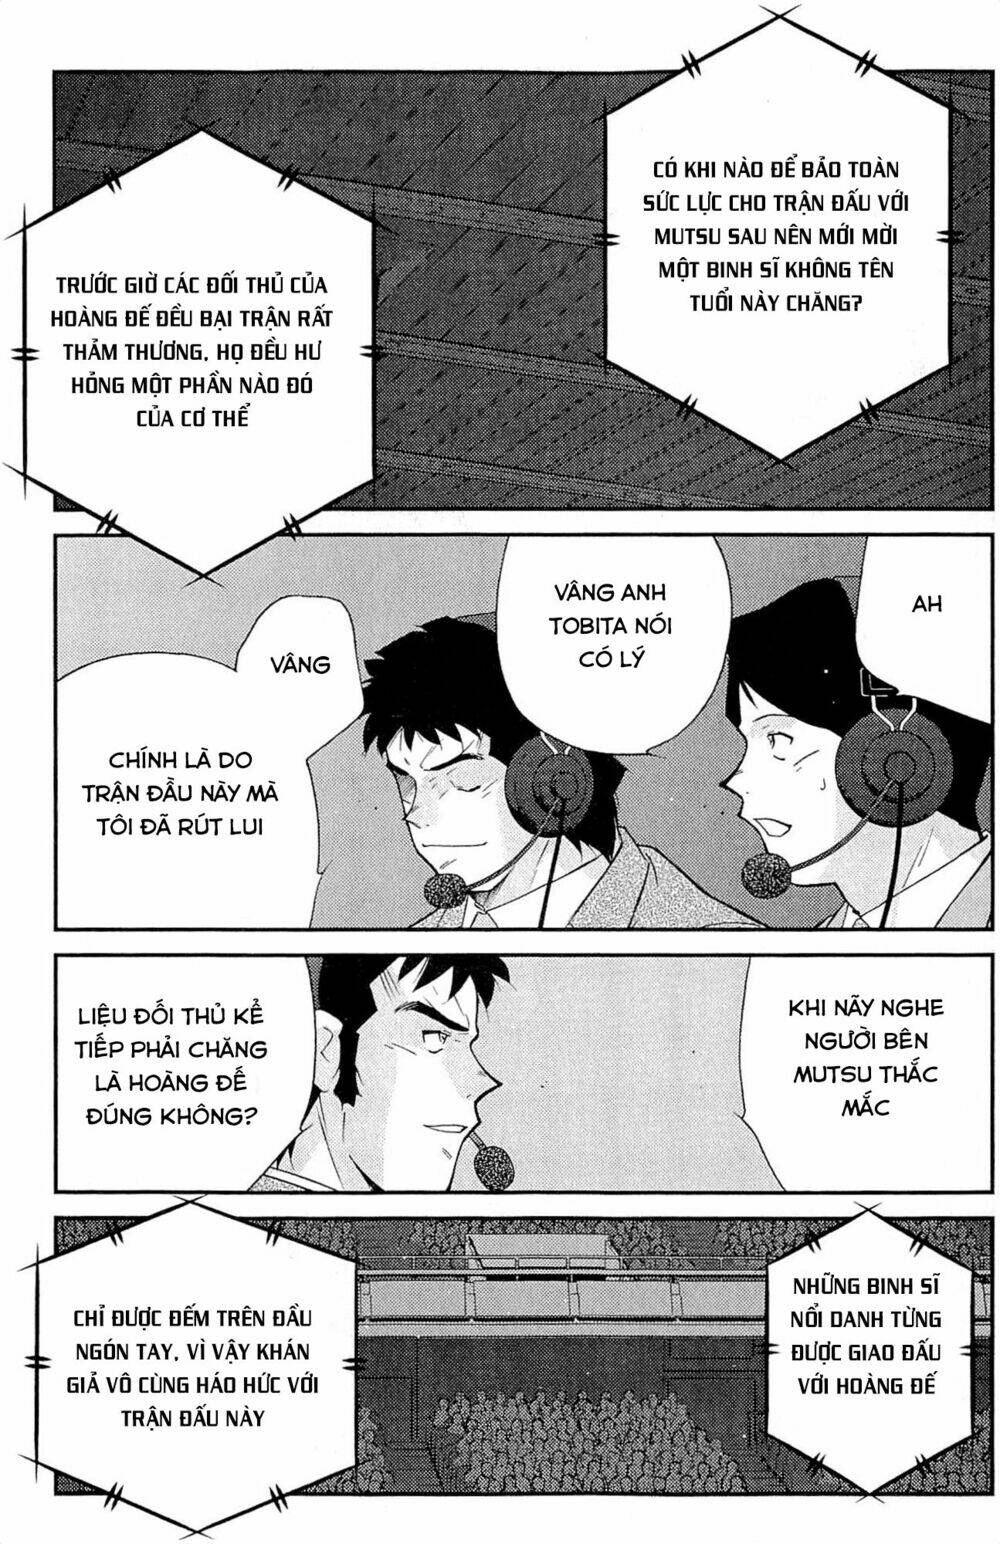 CÓ KHI NÀO ĐỂ BẢO TOÀN
SỨC LỰC CHO TRẬN ĐẤU VỚI
MUTSU SAU NÊN MỚI MỜI
MỘT BINH SĨ KHÔNG TÊN
TUỔI NÀY CHĂNG?
TRƯỚC GIỜ CÁC ĐỐI THỦ CỦA
HOÀNG ĐẾ ĐỀU BẠI TRẬN RẤT
THẢM THƯƠNG, HỌ ĐỀU HƯ
HỎNG MỘT PHẦN NÀO ĐÓ
CỦA CƠ THỂ
AH
VÂNG ANH
TOBITA NÓI
CÓ LÝ
VÂNG
CHÍNH LÀ DO
TRẬN ĐẦU NÀY MÀ
TÔI ĐÃ RÚT LUI
KHI NÃY NGHE
NGƯỜI BÊN
MUTSU THẮC
MẮC
LIỆU ĐỐI THỦ KỂ
TIẾP PHẢI CHĂNG
LÀ HOÀNG ĐẾ
ĐÚNG KHÔNG?
NHỮNG BINH SĨ
NỔI DANH TỪNG
ĐƯỢC GIAO ĐẤU
VỚI HOÀNG ĐẾ
CHỈ ĐƯỢC ĐẾM TRÊN ĐẦU
NGÓN TAY, VÌ VẬY KHÁN
GIẢ VÔ CÙNG HÁO HỨC VỚI
TRẬN ĐẤU NÀY